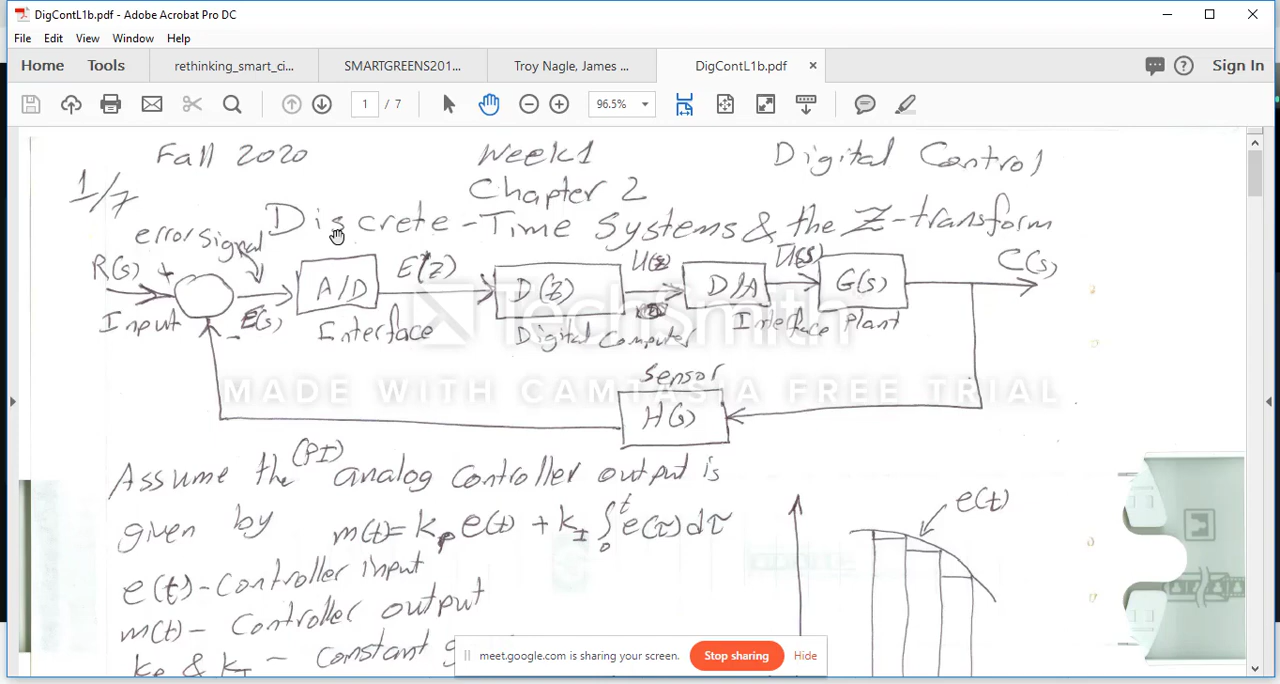 DigContL1b.pdf - Adobe Acrobat Pro DC
File Edit View Window Help
Home Tools rethinking_smart_ci... SMARTGREENS201... Troy Nagle, James ... DigContL1b.pdf × Sign In
1 / 7 96.5%
Fall 2020 Week1 Digital Control
1/7 Chapter 2
Discrete-Time Systems & the Z-transform
error signal
R(s) + A/D E*(z) D(z) U(z) D/A Ū(s) G(s) C(s)
Input - E(s) Interface Digital Computer Interface Plant
TechSmith
MADE WITH CAMTASIA FREE TRIAL
Sensor
H(s)
Assume the (PI) analog controller output is
given by m(t)= kp e(t) + kI ∫₀ᵗ e(τ)dτ
e(t)
e(t)-Controller input
m(t)- Controller output
kp & kI - Constant
meet.google.com is sharing your screen. Stop sharing Hide